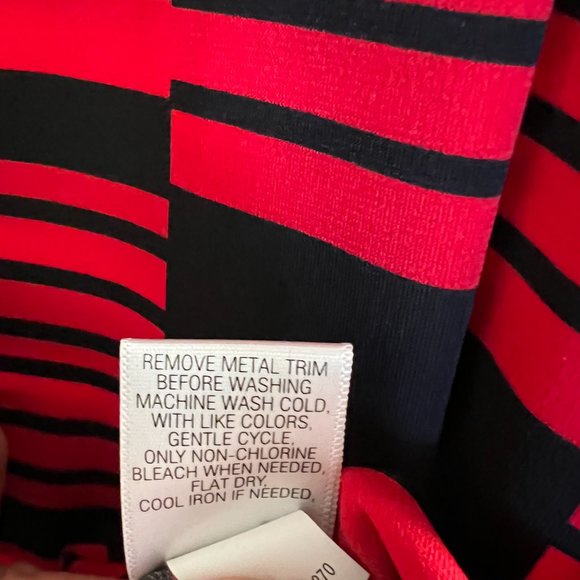 REMOVE METAL TRIM
BEFORE WASHING
MACHINE WASH COLD,
WITH LIKE COLORS,
GENTLE CYCLE,
ONLY NON-CHLORINE
BLEACH WHEN NEEDED,
FLAT DRY,
COOL IRON IF NEEDED,